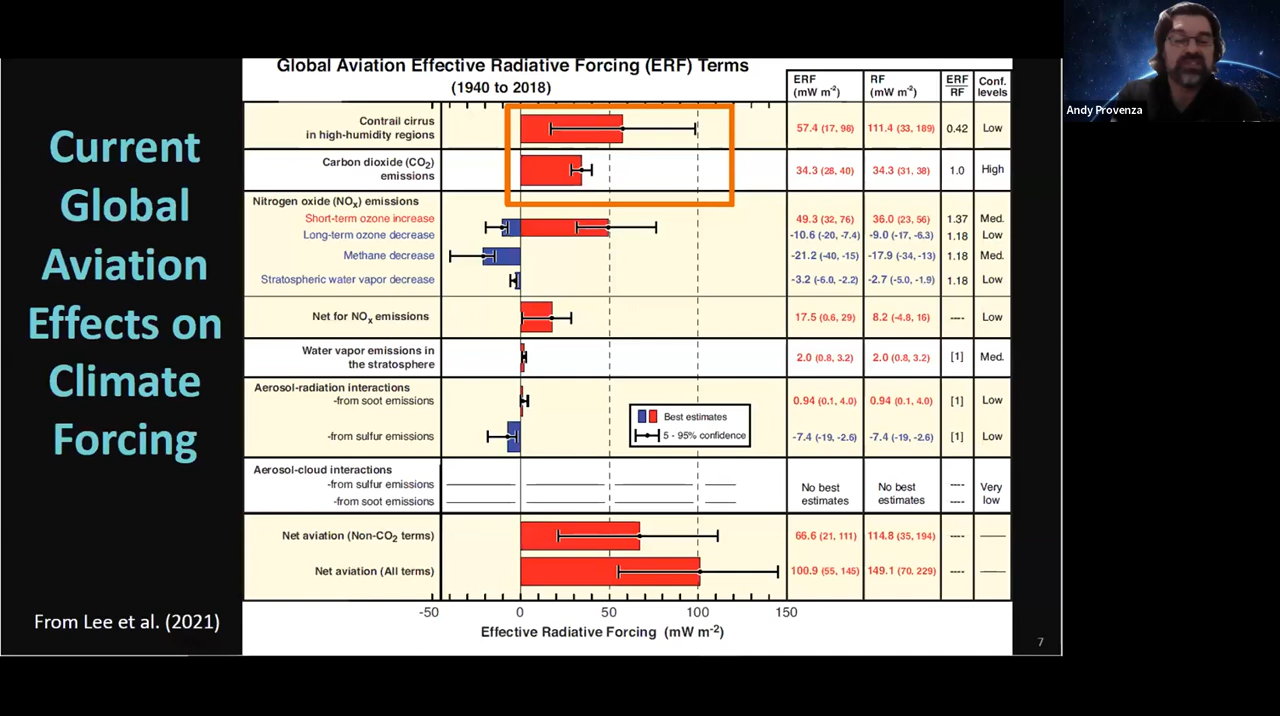 Andy Provenza
Current
Global
Aviation
Effects on
Climate
Forcing
From Lee et al. (2021)
Global Aviation Effective Radiative Forcing (ERF) Terms
(1940 to 2018)
ERF
(mW m-2)
RF
(mW m-2)
ERF
RF
Conf.
levels
Contrail cirrus
in high-humidity regions
57.4 (17, 98) 111.4 (33, 189) 0.42 Low
Carbon dioxide (CO2)
emissions
34.3 (28, 40) 34.3 (31, 38) 1.0 High
Nitrogen oxide (NOx) emissions
Short-term ozone increase 49.3 (32, 76) 36.0 (23, 56) 1.37 Med.
Long-term ozone decrease -10.6 (-20, -7.4) -9.0 (-17, -6.3) 1.18 Low
Methane decrease -21.2 (-40, -15) -17.9 (-34, -13) 1.18 Med.
Stratospheric water vapor decrease -3.2 (-6.0, -2.2) -2.7 (-5.0, -1.9) 1.18 Low
Net for NOx emissions 17.5 (0.6, 29) 8.2 (-4.8, 16) ---- Low
Water vapor emissions in
the stratosphere
2.0 (0.8, 3.2) 2.0 (0.8, 3.2) [1] Med.
Aerosol-radiation interactions
-from soot emissions 0.94 (0.1, 4.0) 0.94 (0.1, 4.0) [1] Low
-from sulfur emissions -7.4 (-19, -2.6) -7.4 (-19, -2.6) [1] Low
Best estimates
5 - 95% confidence
Aerosol-cloud interactions
-from sulfur emissions
-from soot emissions
No best
estimates
No best
estimates
----
----
Very
low
Net aviation (Non-CO2 terms) 66.6 (21, 111) 114.8 (35, 194) ---- ——
Net aviation (All terms) 100.9 (55, 145) 149.1 (70, 229) ---- ——
-50 0 50 100 150
Effective Radiative Forcing (mW m-2)
7